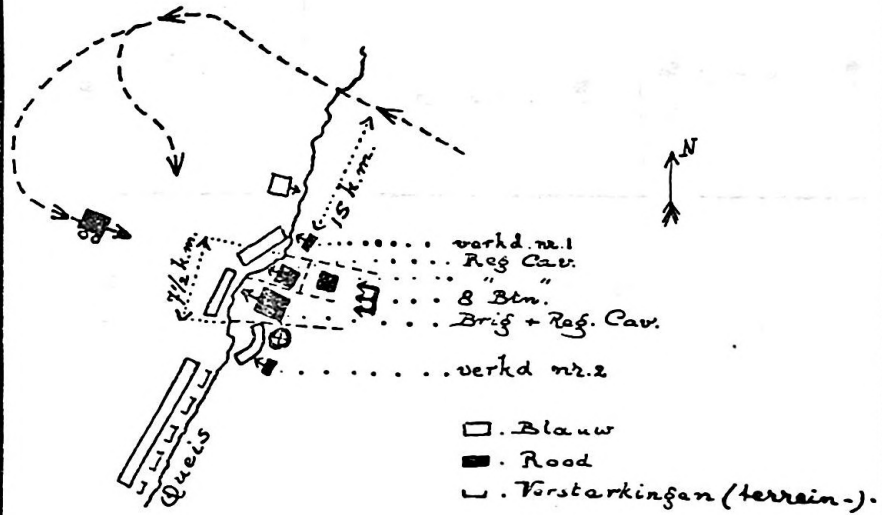 N
15 k.m.
7½ k.m.
verkd. nr. 1
Reg Cav.
" "
8 Btn.
Brig + Reg. Cav.
verkd nr. 2
Queis
. Blauw
. Rood
. Verstarkingen (terrein-).